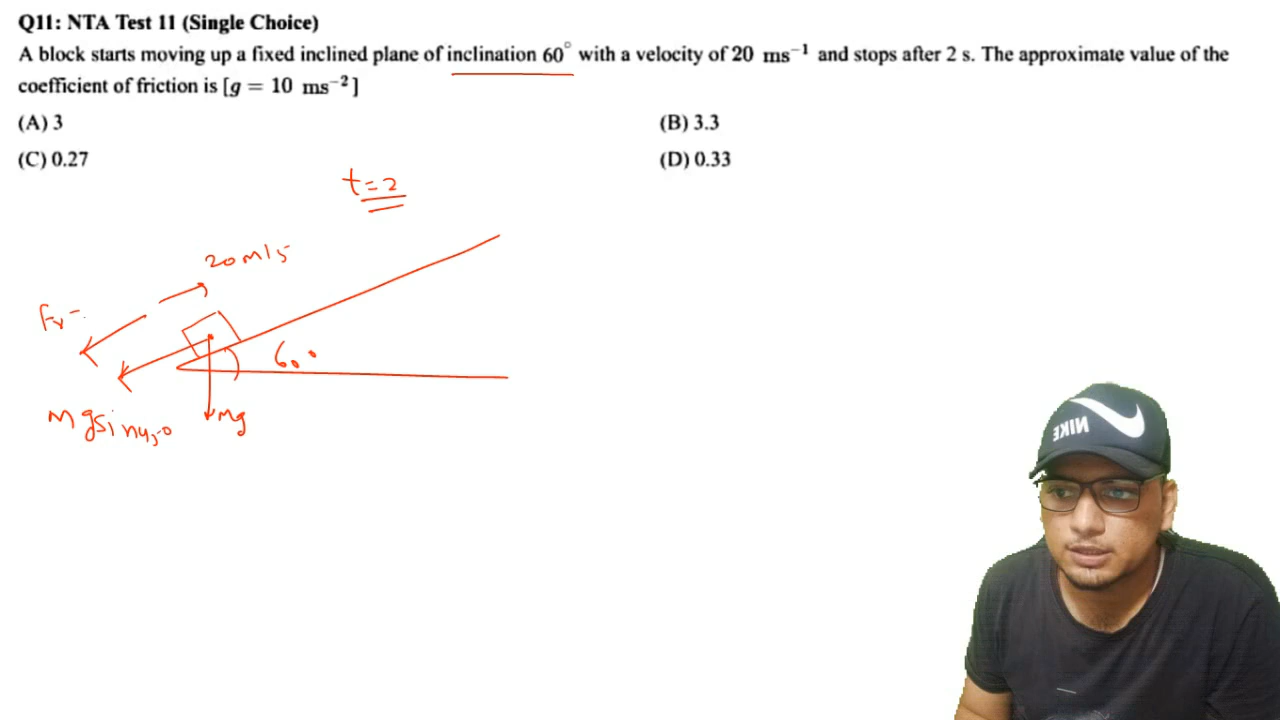 Q11: NTA Test 11 (Single Choice)
A block starts moving up a fixed inclined plane of inclination 60° with a velocity of 20 ms⁻¹ and stops after 2 s. The approximate value of the
coefficient of friction is [g = 10 ms⁻²]
(A) 3
(B) 3.3
(C) 0.27
(D) 0.33
t=2
20m/s
60°
mg
NIKE